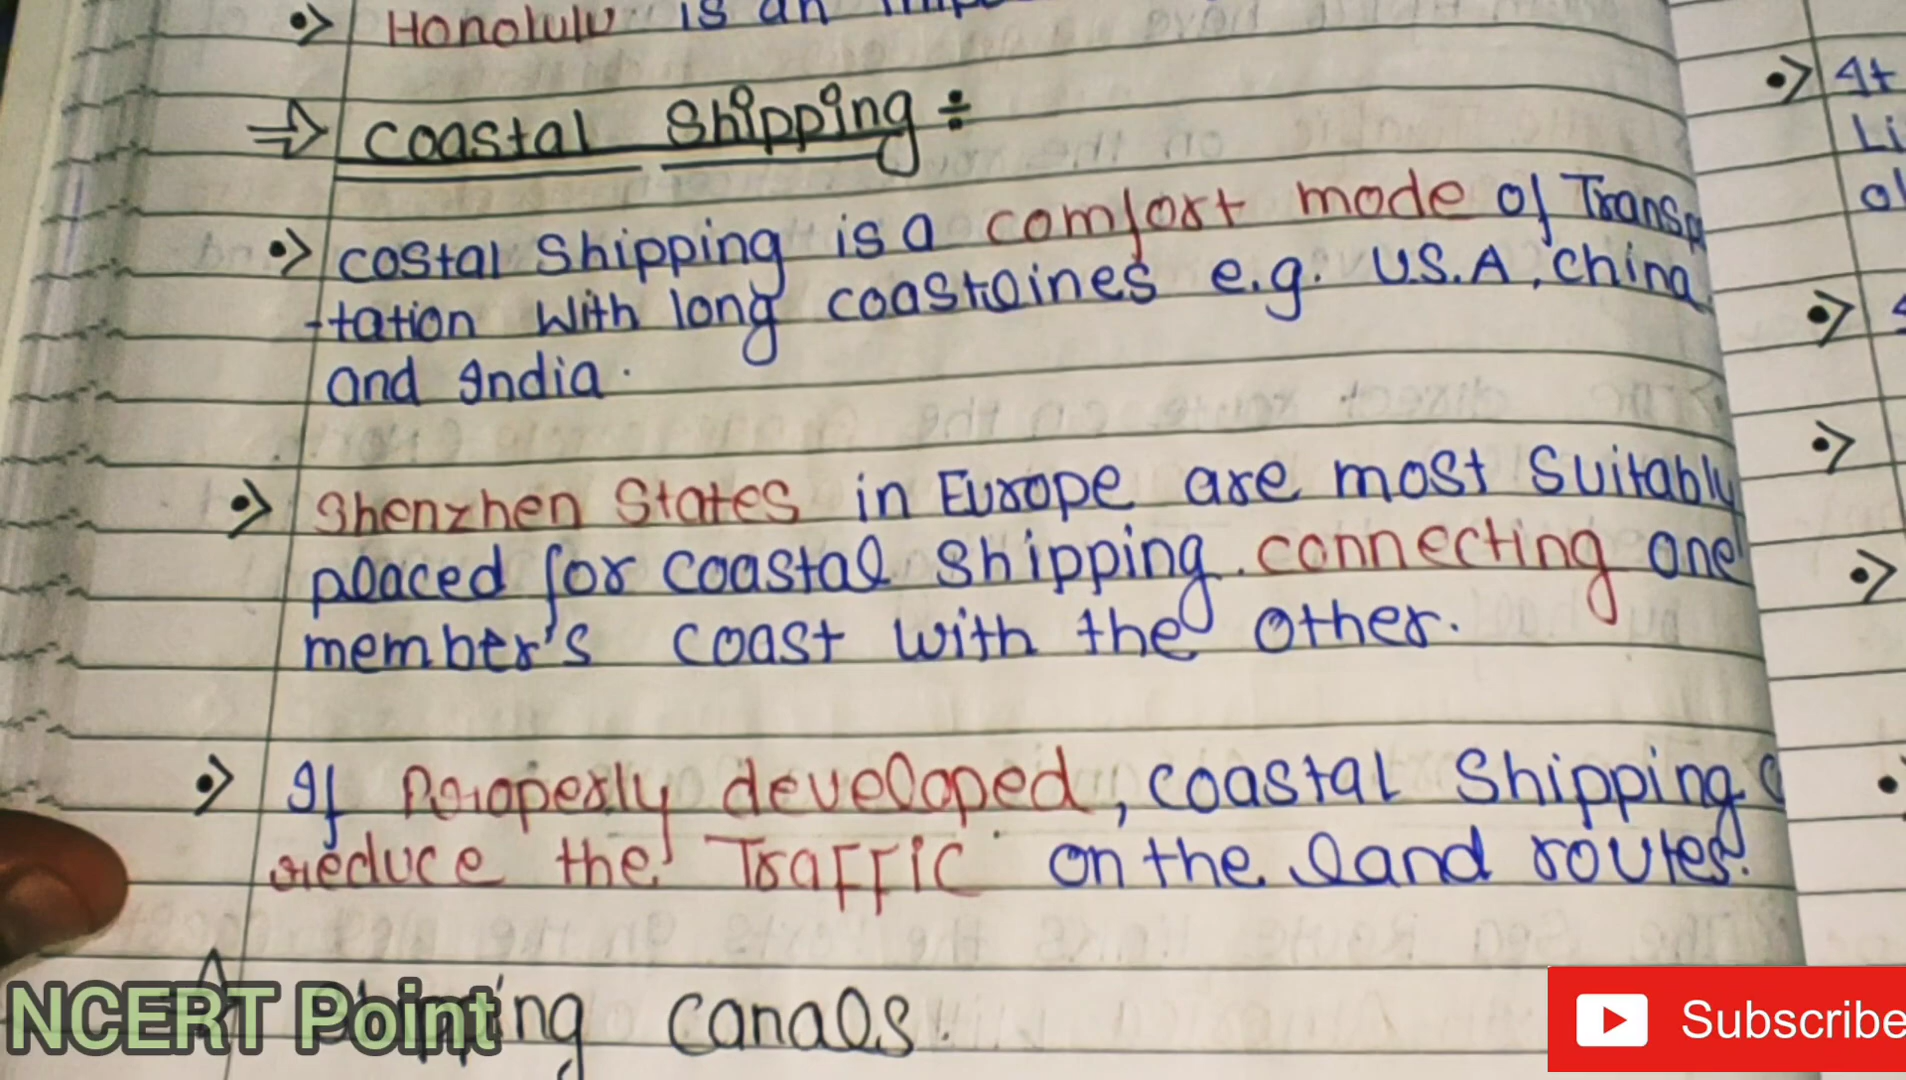 •> Honolulu is an
=> Coastal Shipping ÷
•> Costal Shipping is a comfort mode of Transp
-tation with long coastlines e.g. U.S.A, China
and India.
•> Shenzhen States in Europe are most Suitably
placed for coastal Shipping. connecting one
member's coast with the other.
•> If Properly developed, coastal Shipping
reduce the Traffic on the land routes.
canals.
•> At
Li
NCERT Point
Subscribe